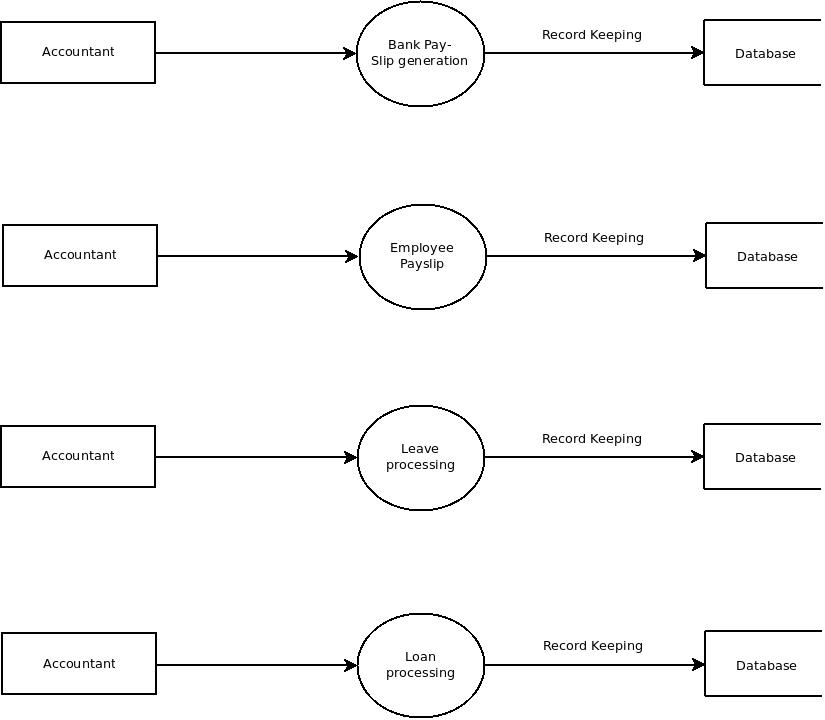 Accountant
Bank Pay-
Slip generation
Record Keeping
Database
Accountant
Employee
Payslip
Record Keeping
Database
Accountant
Leave
processing
Record Keeping
Database
Accountant
Loan
processing
Record Keeping
Database